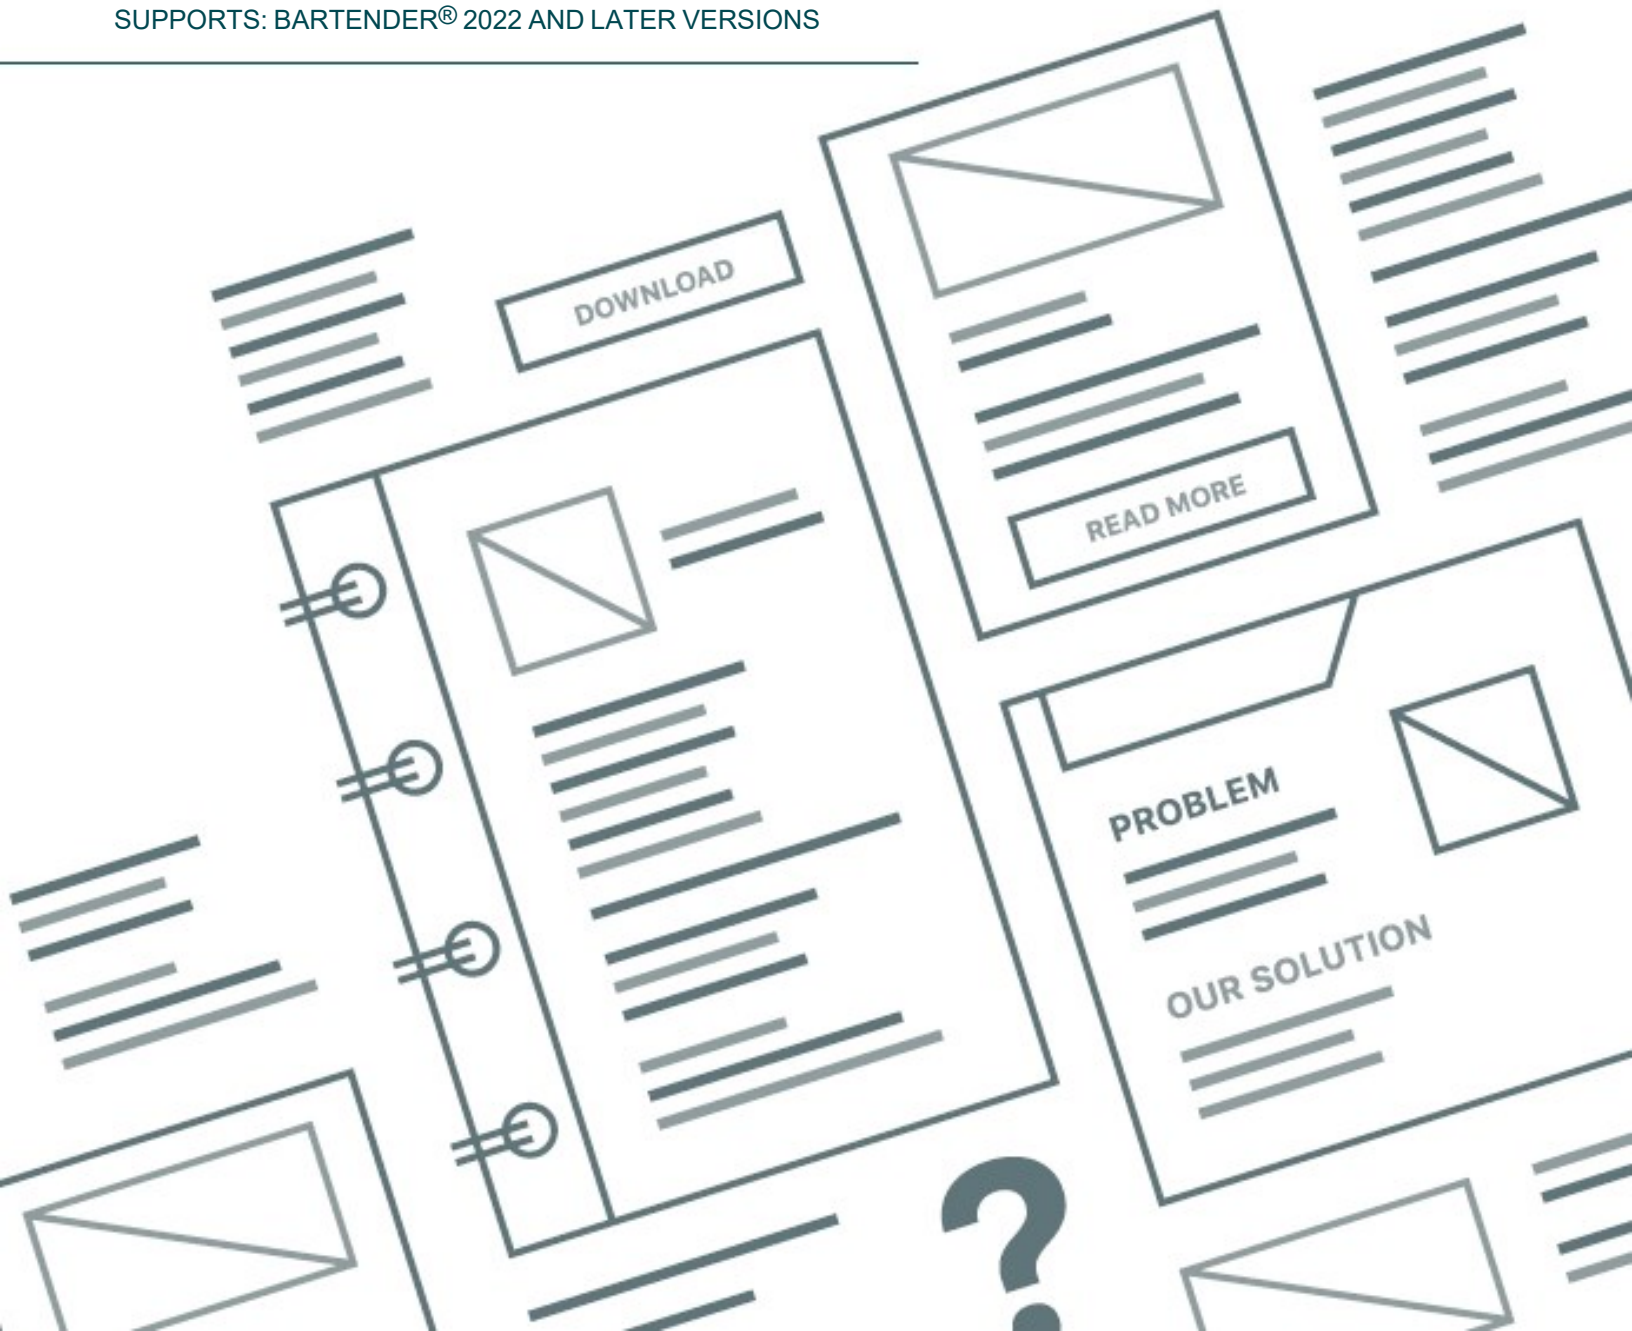 SUPPORTS: BARTENDER® 2022 AND LATER VERSIONS
DOWNLOAD
READ MORE
PROBLEM
OUR SOLUTION
?